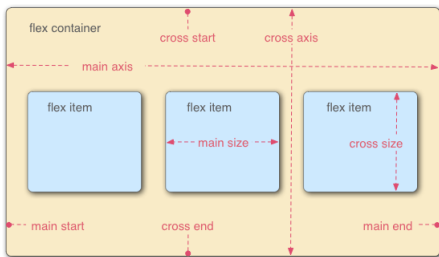 flex container
cross start
cross axis
main axis
flex item
flex item
flex item
main size
cross size
main start
cross end
main end